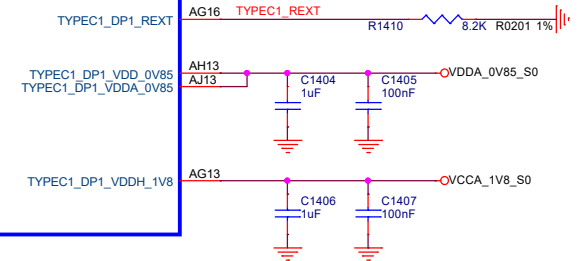 TYPEC1_DP1_REXT AG16 TYPEC1_REXT
R1410 8.2K R0201 1%
TYPEC1_DP1_VDD_0V85 AH13
TYPEC1_DP1_VDDA_0V85 AJ13
VDDA_0V85_S0
C1404 C1405
1uF 100nF
TYPEC1_DP1_VDDH_1V8 AG13
VCCA_1V8_S0
C1406 C1407
1uF 100nF